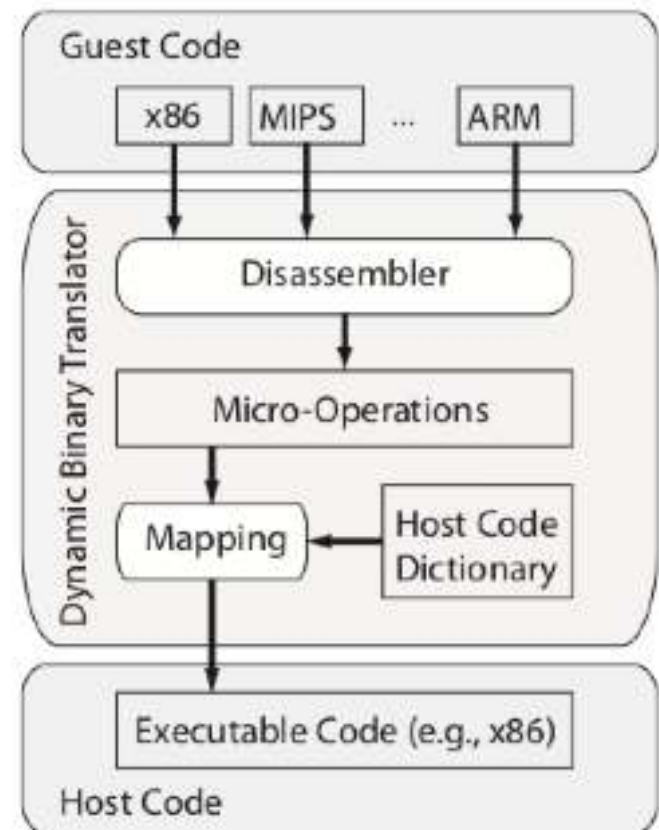 Guest Code
x86
MIPS
...
ARM
Dynamic Binary Translator
Disassembler
Micro-Operations
Mapping
Host Code
Dictionary
Executable Code (e.g., x86)
Host Code